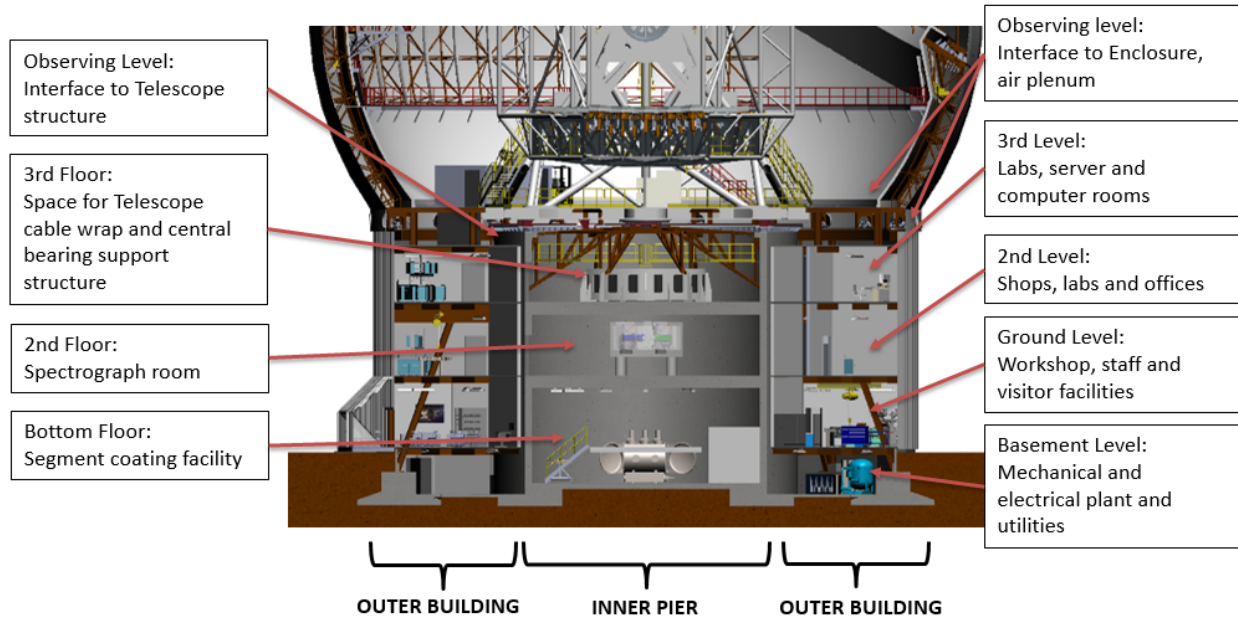 Observing Level:
Interface to Telescope
structure
3rd Floor:
Space for Telescope
cable wrap and central
bearing support
structure
2nd Floor:
Spectrograph room
Bottom Floor:
Segment coating facility
Observing level:
Interface to Enclosure,
air plenum
3rd Level:
Labs, server and
computer rooms
2nd Level:
Shops, labs and offices
Ground Level:
Workshop, staff and
visitor facilities
Basement Level:
Mechanical and
electrical plant and
utilities
OUTER BUILDING
INNER PIER
OUTER BUILDING